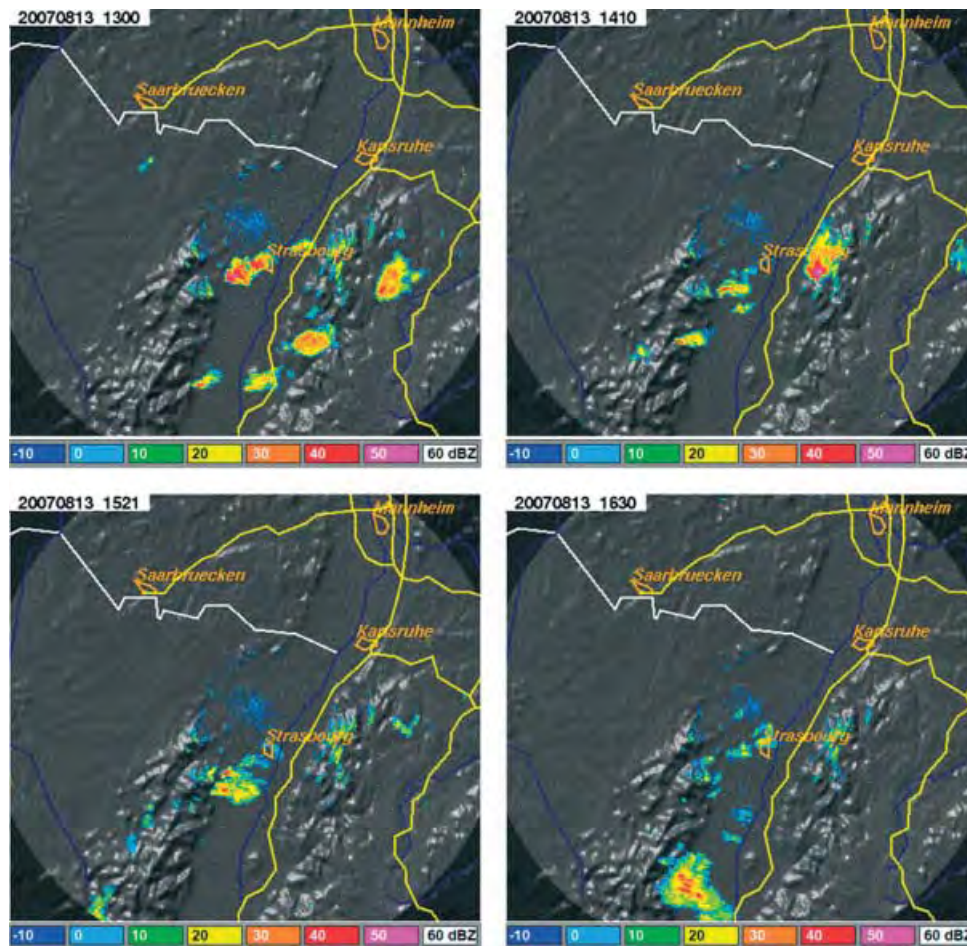 20070813 1300
Mannheim
Saarbruecken
Karlsruhe
Strasbourg
-10 0 10 20 30 40 50 60 dBZ
20070813 1410
Mannheim
Saarbruecken
Karlsruhe
Strasbourg
-10 0 10 20 30 40 50 60 dBZ
20070813 1521
Mannheim
Saarbruecken
Karlsruhe
Strasbourg
-10 0 10 20 30 40 50 60 dBZ
20070813 1630
Mannheim
Saarbruecken
Karlsruhe
Strasbourg
-10 0 10 20 30 40 50 60 dBZ